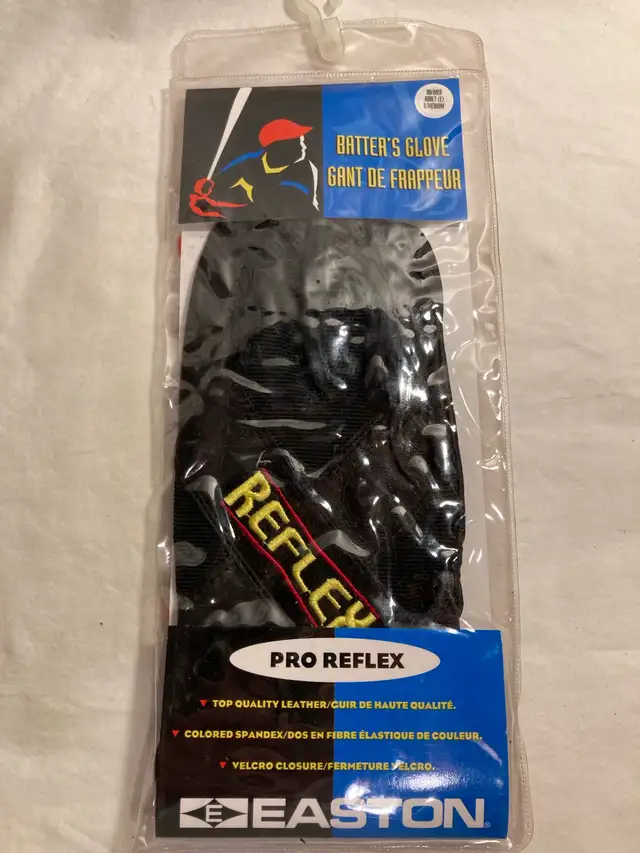 BATTER'S GLOVE
GANT DE FRAPPEUR
REFLEX
PRO REFLEX
TOP QUALITY LEATHER/CUIR DE HAUTE QUALITÉ.
COLORED SPANDEX/DOS EN FIBRE ÉLASTIQUE DE COULEUR.
VELCRO CLOSURE/FERMETURE VELCRO.
E EASTON®